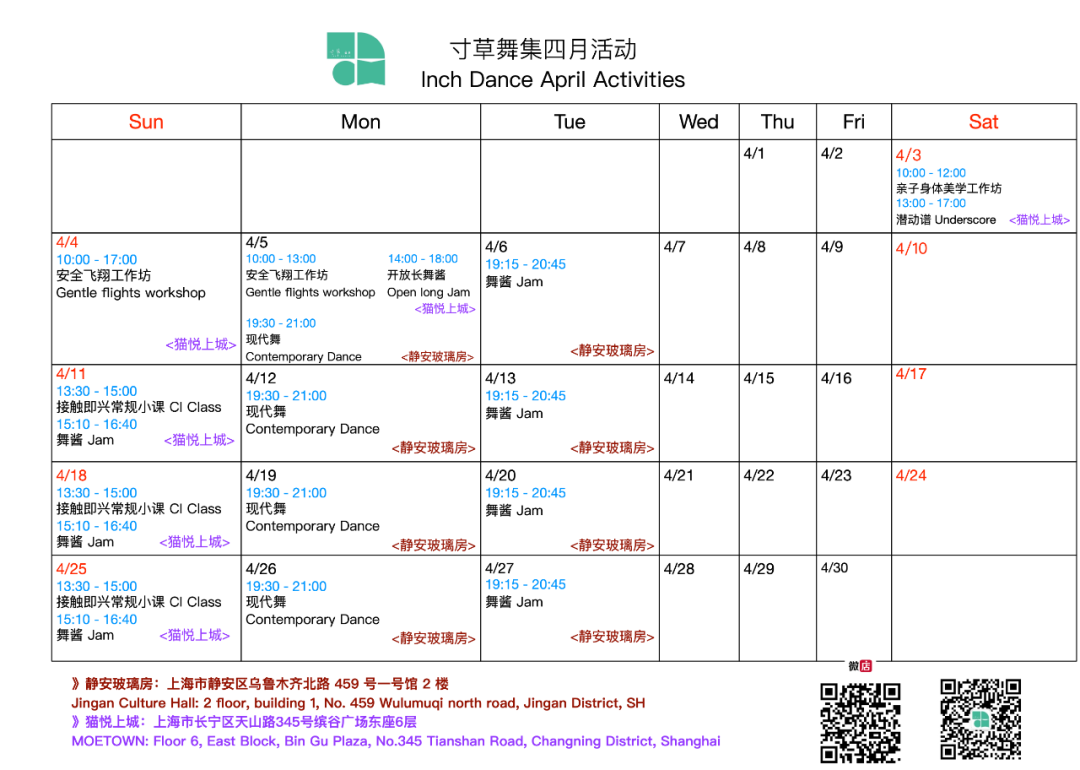 寸草舞集四月活动
Inch Dance April Activities
Sun Mon Tue Wed Thu Fri Sat
4/1
4/2
4/3
10:00 - 12:00
亲子身体美学工作坊
13:00 - 17:00
潜动谱 Underscore <猫悦上城>
4/4
10:00 - 17:00
安全飞翔工作坊
Gentle flights workshop
<猫悦上城>
4/5
10:00 - 13:00
安全飞翔工作坊
Gentle flights workshop
14:00 - 18:00
开放长舞酱
Open long Jam
<猫悦上城>
19:30 - 21:00
现代舞
Contemporary Dance <静安玻璃房>
4/6
19:15 - 20:45
舞酱 Jam
<静安玻璃房>
4/7
4/8
4/9
4/10
4/11
13:30 - 15:00
接触即兴常规小课 CI Class
15:10 - 16:40
舞酱 Jam <猫悦上城>
4/12
19:30 - 21:00
现代舞
Contemporary Dance
<静安玻璃房>
4/13
19:15 - 20:45
舞酱 Jam
<静安玻璃房>
4/14
4/15
4/16
4/17
4/18
13:30 - 15:00
接触即兴常规小课 CI Class
15:10 - 16:40
舞酱 Jam <猫悦上城>
4/19
19:30 - 21:00
现代舞
Contemporary Dance
<静安玻璃房>
4/20
19:15 - 20:45
舞酱 Jam
<静安玻璃房>
4/21
4/22
4/23
4/24
4/25
13:30 - 15:00
接触即兴常规小课 CI Class
15:10 - 16:40
舞酱 Jam <猫悦上城>
4/26
19:30 - 21:00
现代舞
Contemporary Dance
<静安玻璃房>
4/27
19:15 - 20:45
舞酱 Jam
<静安玻璃房>
4/28
4/29
4/30
微店
》静安玻璃房：上海市静安区乌鲁木齐北路 459 号一号馆 2 楼
Jingan Culture Hall: 2 floor, building 1, No. 459 Wulumuqi north road, Jingan District, SH
》猫悦上城：上海市长宁区天山路345号缤谷广场东座6层
MOETOWN: Floor 6, East Block, Bin Gu Plaza, No.345 Tianshan Road, Changning District, Shanghai